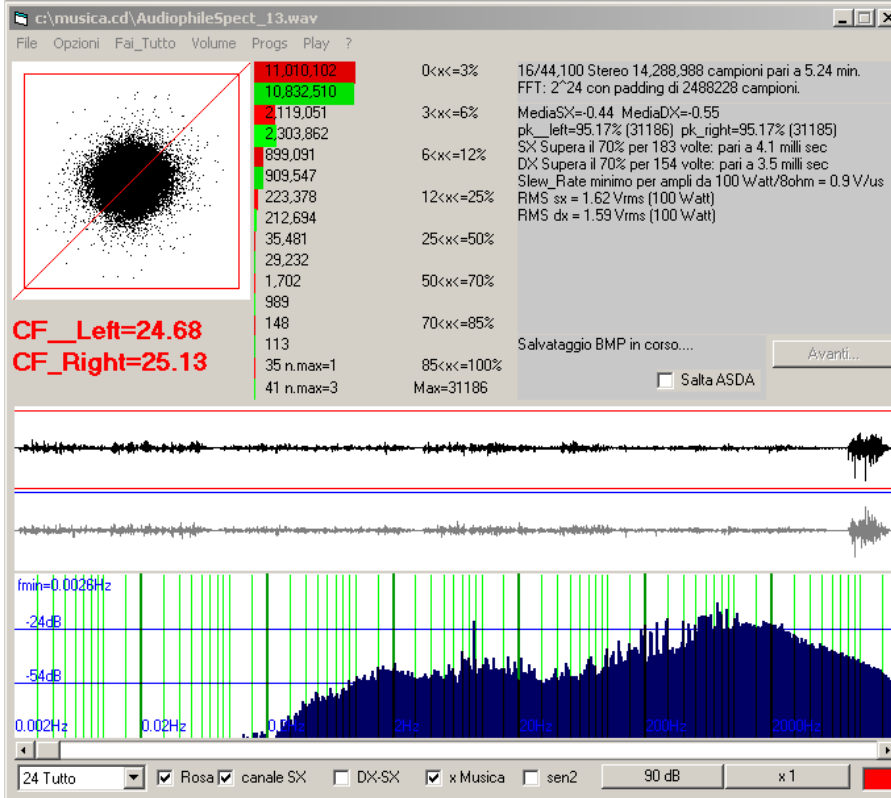 c:\musica.cd\AudiophileSpect_13.wav
File Opzioni Fai_Tutto Volume Progs Play ?
11,010,102 0<x<=3%
10,832,510
2,119,051 3<x<=6%
2,303,862
899,091 6<x<=12%
909,547
223,378 12<x<=25%
212,694
35,481 25<x<=50%
29,232
1,702 50<x<=70%
989
148 70<x<=85%
113
35 n.max=1 85<x<=100%
41 n.max=3 Max=31186
CF__Left=24.68
CF_Right=25.13
16/44,100 Stereo 14,288,988 campioni pari a 5.24 min.
FFT: 2^24 con padding di 2488228 campioni.
MediaSX=-0.44 MediaDX=-0.55
pk__left=95.17% (31186) pk_right=95.17% (31185)
SX Supera il 70% per 183 volte: pari a 4.1 milli sec
DX Supera il 70% per 154 volte: pari a 3.5 milli sec
Slew_Rate minimo per ampli da 100 Watt/8ohm = 0.9 V/us
RMS sx = 1.62 Vrms (100 Watt)
RMS dx = 1.59 Vrms (100 Watt)
Salvataggio BMP in corso....
Avanti...
Salta ASDA
fmin=0.0026Hz
-24dB
-54dB
0.002Hz 0.02Hz 2Hz 20Hz 200Hz 2000Hz
24 Tutto Rosa canale SX DX-SX x Musica sen2 90 dB x 1